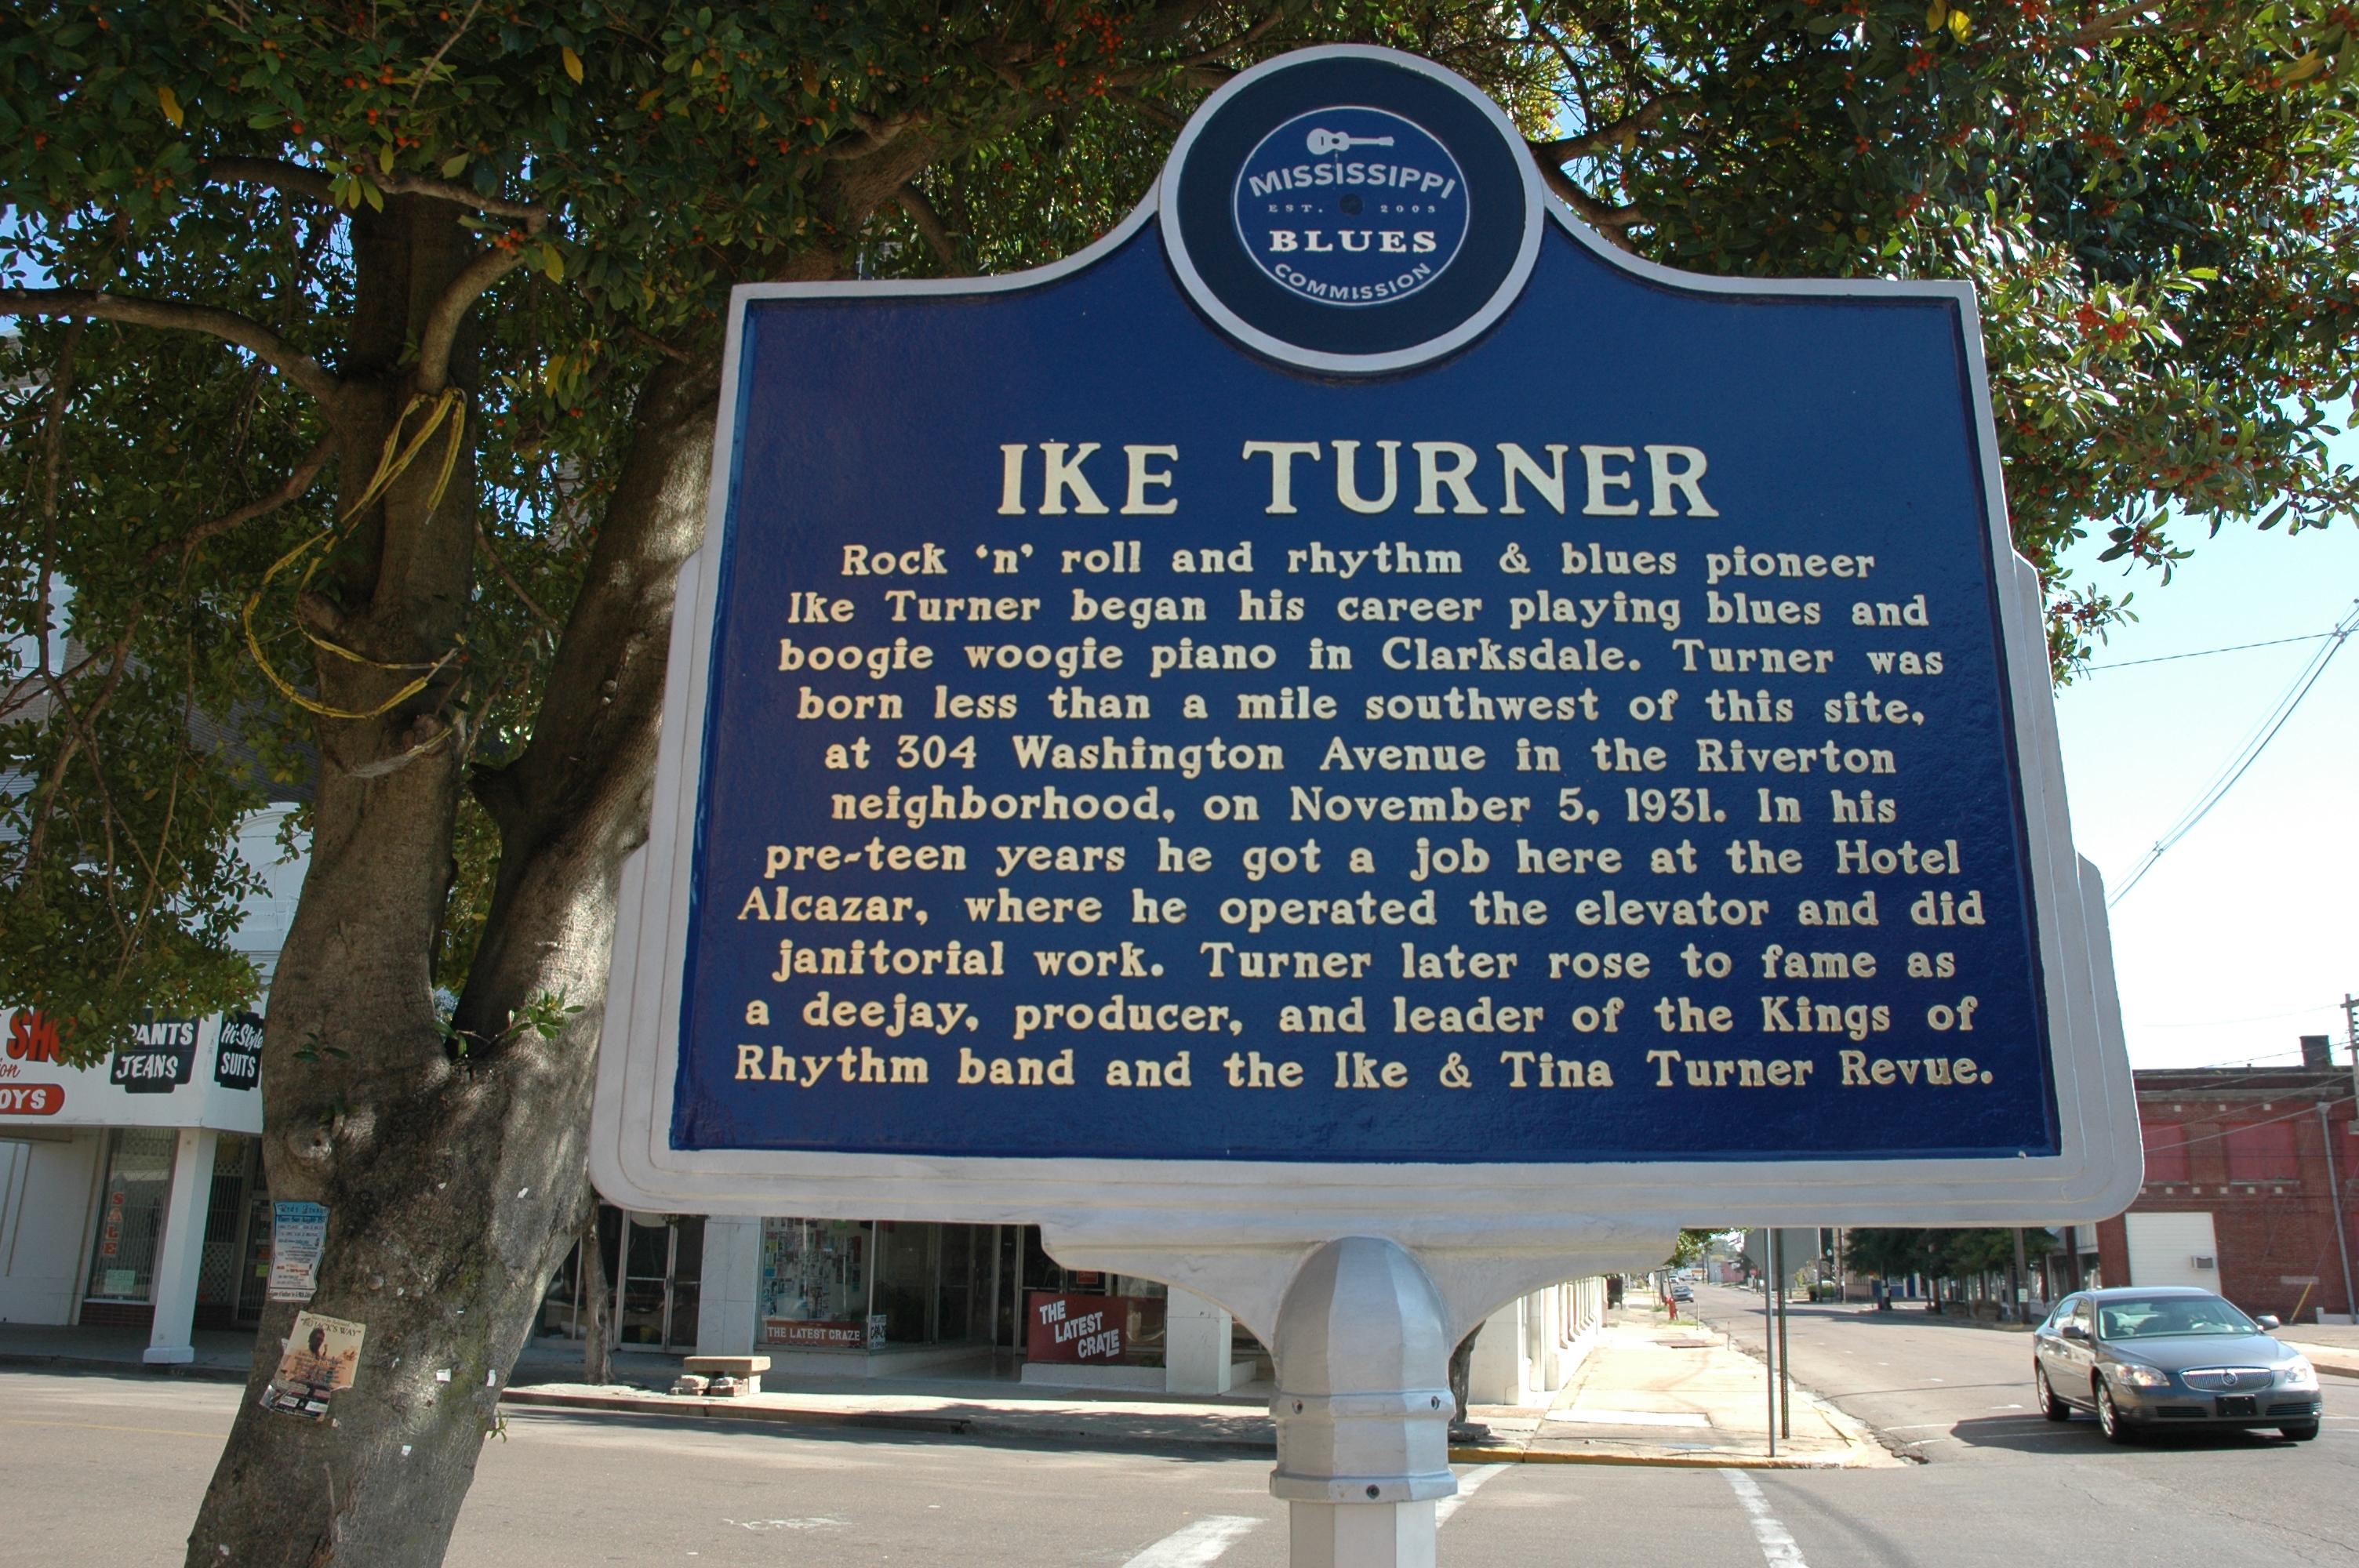 MISSISSIPPI
EST. 2005
BLUES
COMMISSION
IKE TURNER
Rock ‘n’ roll and rhythm & blues pioneer
Ike Turner began his career playing blues and
boogie woogie piano in Clarksdale. Turner was
born less than a mile southwest of this site,
at 304 Washington Avenue in the Riverton
neighborhood, on November 5, 1931. In his
pre-teen years he got a job here at the Hotel
Alcazar, where he operated the elevator and did
janitorial work. Turner later rose to fame as
a deejay, producer, and leader of the Kings of
Rhythm band and the Ike & Tina Turner Revue.
JEANS
Hi-Style
SUITS
SALE
THE LATEST CRAZE
THE
LATEST
CRAZE